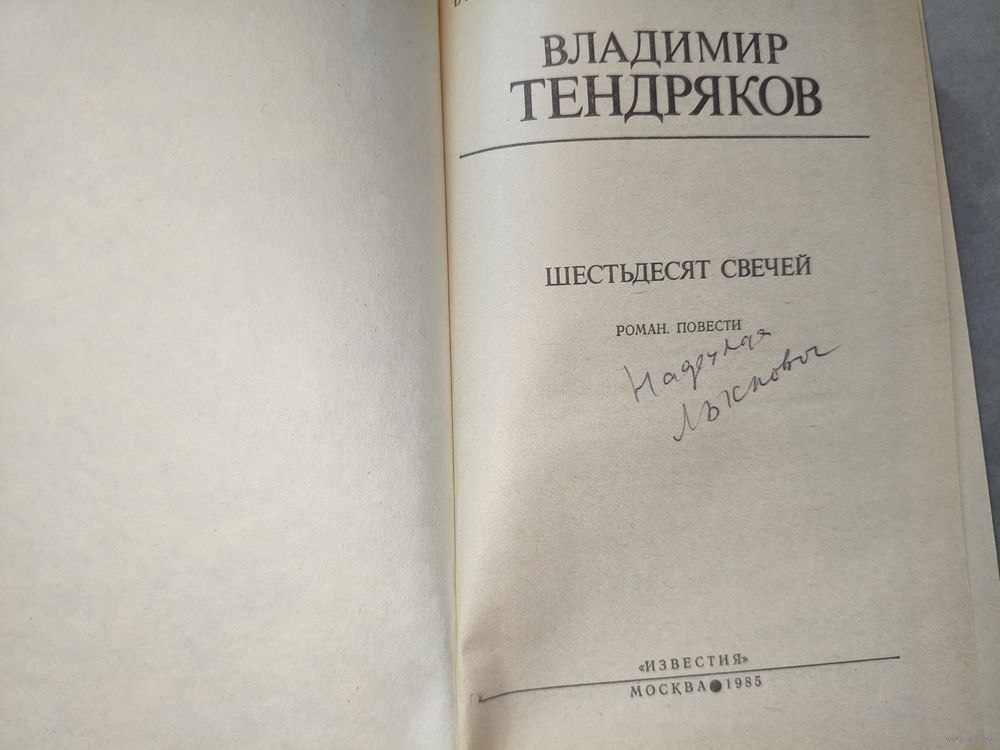 ВЛАДИМИР
ТЕНДРЯКОВ
ШЕСТЬДЕСЯТ СВЕЧЕЙ
РОМАН. ПОВЕСТИ
«ИЗВЕСТИЯ»
МОСКВА ● 1985